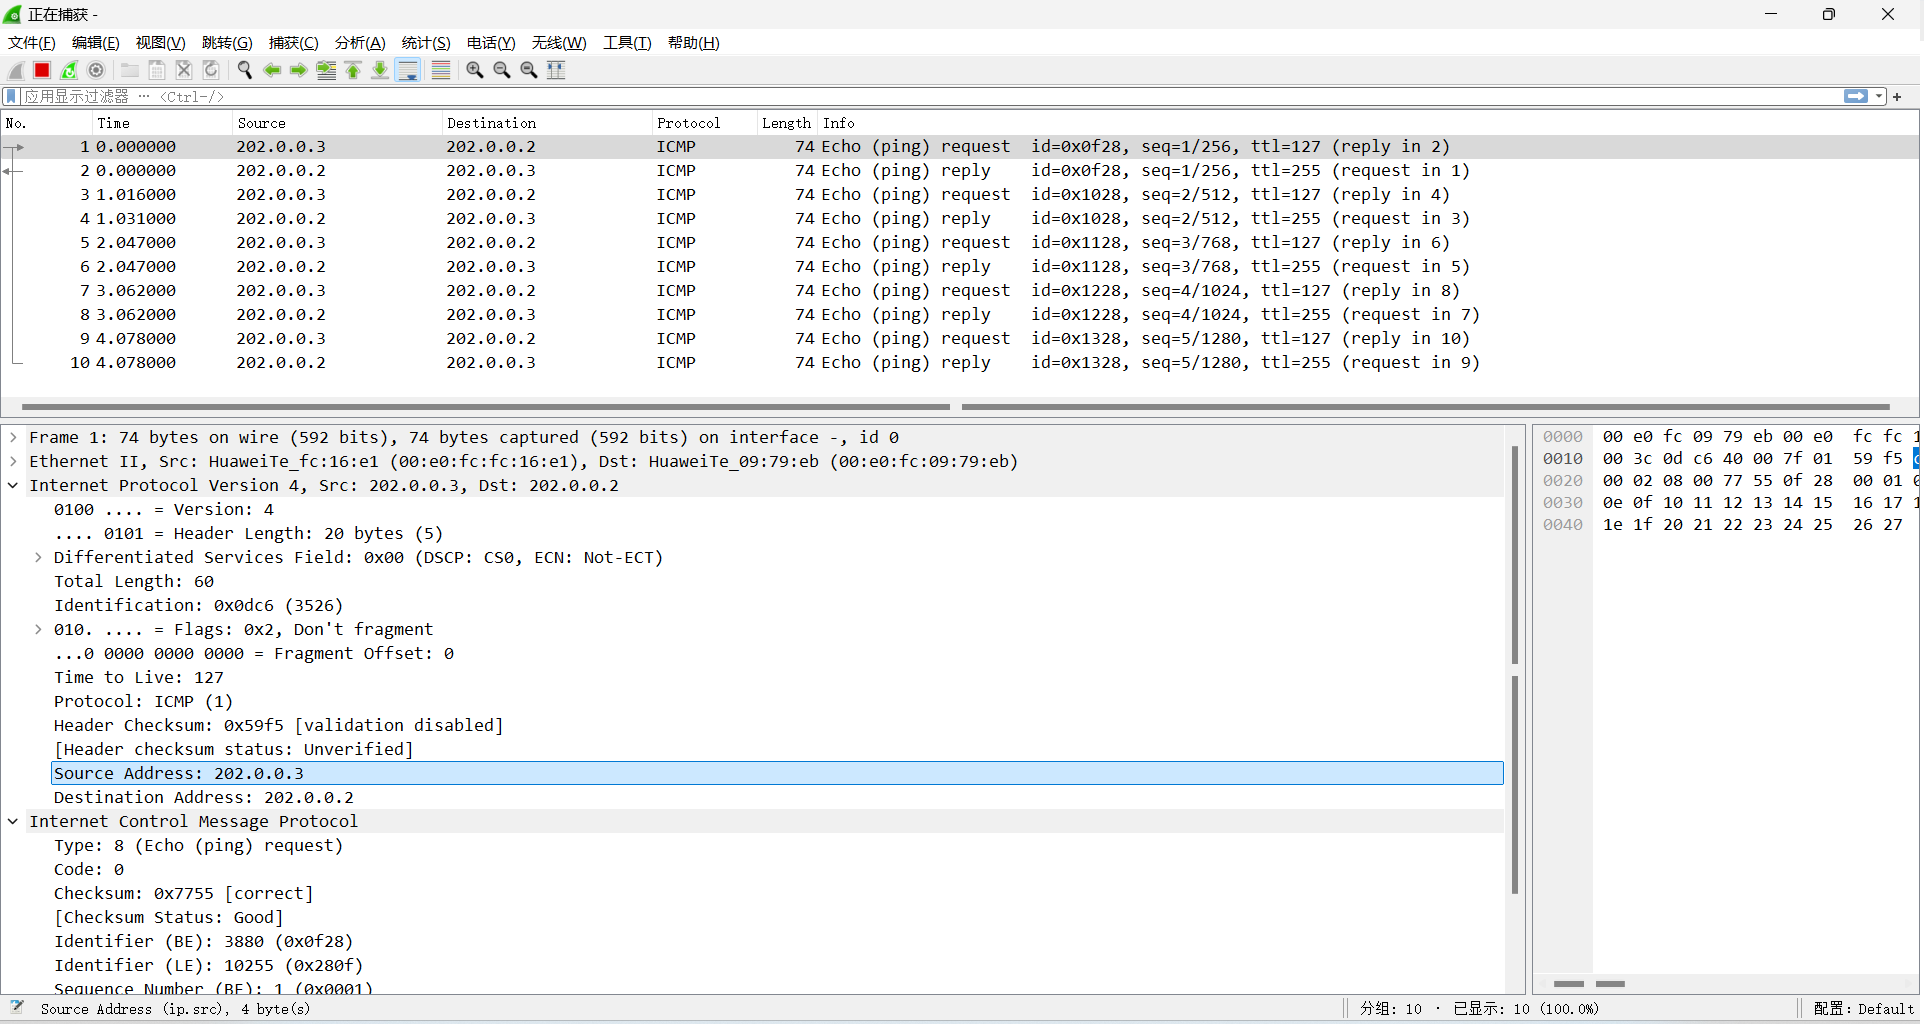 正在捕获 -
文件(F) 编辑(E) 视图(V) 跳转(G) 捕获(C) 分析(A) 统计(S) 电话(Y) 无线(W) 工具(T) 帮助(H)
应用显示过滤器 … <Ctrl-/> +
No. Time Source Destination Protocol Length Info
1 0.000000 202.0.0.3 202.0.0.2 ICMP 74 Echo (ping) request id=0x0f28, seq=1/256, ttl=127 (reply in 2)
2 0.000000 202.0.0.2 202.0.0.3 ICMP 74 Echo (ping) reply id=0x0f28, seq=1/256, ttl=255 (request in 1)
3 1.016000 202.0.0.3 202.0.0.2 ICMP 74 Echo (ping) request id=0x1028, seq=2/512, ttl=127 (reply in 4)
4 1.031000 202.0.0.2 202.0.0.3 ICMP 74 Echo (ping) reply id=0x1028, seq=2/512, ttl=255 (request in 3)
5 2.047000 202.0.0.3 202.0.0.2 ICMP 74 Echo (ping) request id=0x1128, seq=3/768, ttl=127 (reply in 6)
6 2.047000 202.0.0.2 202.0.0.3 ICMP 74 Echo (ping) reply id=0x1128, seq=3/768, ttl=255 (request in 5)
7 3.062000 202.0.0.3 202.0.0.2 ICMP 74 Echo (ping) request id=0x1228, seq=4/1024, ttl=127 (reply in 8)
8 3.062000 202.0.0.2 202.0.0.3 ICMP 74 Echo (ping) reply id=0x1228, seq=4/1024, ttl=255 (request in 7)
9 4.078000 202.0.0.3 202.0.0.2 ICMP 74 Echo (ping) request id=0x1328, seq=5/1280, ttl=127 (reply in 10)
10 4.078000 202.0.0.2 202.0.0.3 ICMP 74 Echo (ping) reply id=0x1328, seq=5/1280, ttl=255 (request in 9)
Frame 1: 74 bytes on wire (592 bits), 74 bytes captured (592 bits) on interface -, id 0
Ethernet II, Src: HuaweiTe_fc:16:e1 (00:e0:fc:fc:16:e1), Dst: HuaweiTe_09:79:eb (00:e0:fc:09:79:eb)
Internet Protocol Version 4, Src: 202.0.0.3, Dst: 202.0.0.2
0100 .... = Version: 4
.... 0101 = Header Length: 20 bytes (5)
Differentiated Services Field: 0x00 (DSCP: CS0, ECN: Not-ECT)
Total Length: 60
Identification: 0x0dc6 (3526)
010. .... = Flags: 0x2, Don't fragment
...0 0000 0000 0000 = Fragment Offset: 0
Time to Live: 127
Protocol: ICMP (1)
Header Checksum: 0x59f5 [validation disabled]
[Header checksum status: Unverified]
Source Address: 202.0.0.3
Destination Address: 202.0.0.2
Internet Control Message Protocol
Type: 8 (Echo (ping) request)
Code: 0
Checksum: 0x7755 [correct]
[Checksum Status: Good]
Identifier (BE): 3880 (0x0f28)
Identifier (LE): 10255 (0x280f)
Sequence Number (BE): 1 (0x0001)
0000 00 e0 fc 09 79 eb 00 e0 fc fc
0010 00 3c 0d c6 40 00 7f 01 59 f5
0020 00 02 08 00 77 55 0f 28 00 01
0030 0e 0f 10 11 12 13 14 15 16 17
0040 1e 1f 20 21 22 23 24 25 26 27
Source Address (ip.src), 4 byte(s) 分组: 10 · 已显示: 10 (100.0%) 配置: Default